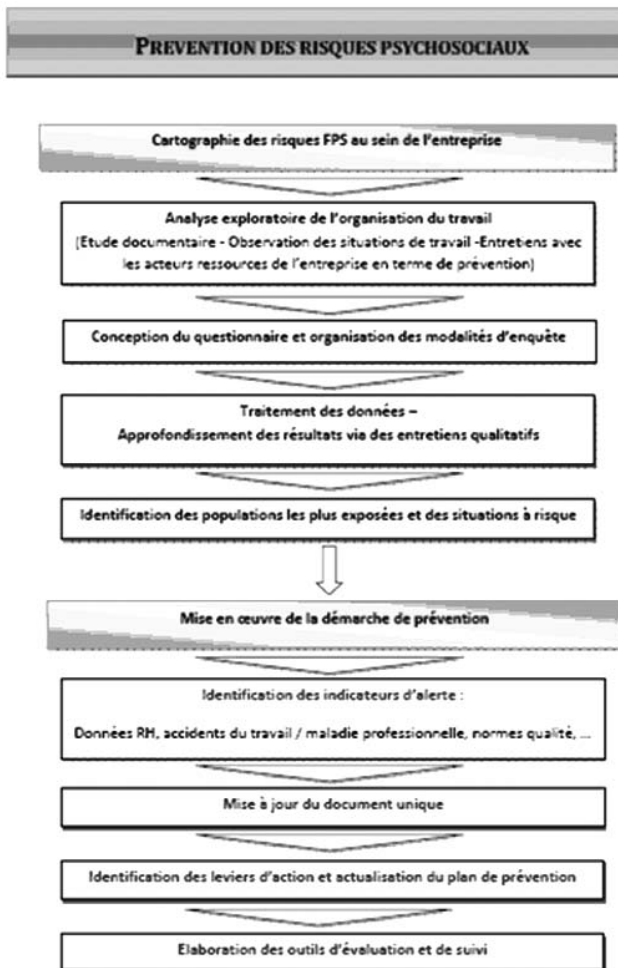 PREVENTION DES RISQUES PSYCHOSOCIAUX
Cartographie des risques FPS au sein de l'entreprise
Analyse exploratoire de l'organisation du travail
(Etude documentaire - Observation des situations de travail -Entretiens avec
les acteurs ressources de l'entreprise en terme de prévention)
Conception du questionnaire et organisation des modalités d'enquête
Traitement des données –
Approfondissement des résultats via des entretiens qualitatifs
Identification des populations les plus exposées et des situations à risque
Mise en œuvre de la démarche de prévention
Identification des indicateurs d'alerte :
Données RH, accidents du travail / maladie professionnelle, normes qualité, ...
Mise à jour du document unique
Identification des leviers d'action et actualisation du plan de prévention
Elaboration des outils d'évaluation et de suivi